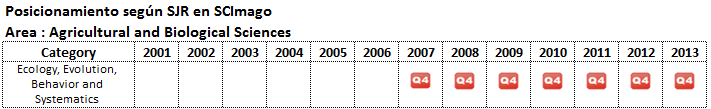 Posicionamiento según SJR en SCImago
Area : Agricultural and Biological Sciences
Category 2001 2002 2003 2004 2005 2006 2007 2008 2009 2010 2011 2012 2013
Ecology, Evolution,
Behavior and Q4 Q4 Q4 Q4 Q4 Q4 Q4
Systematics